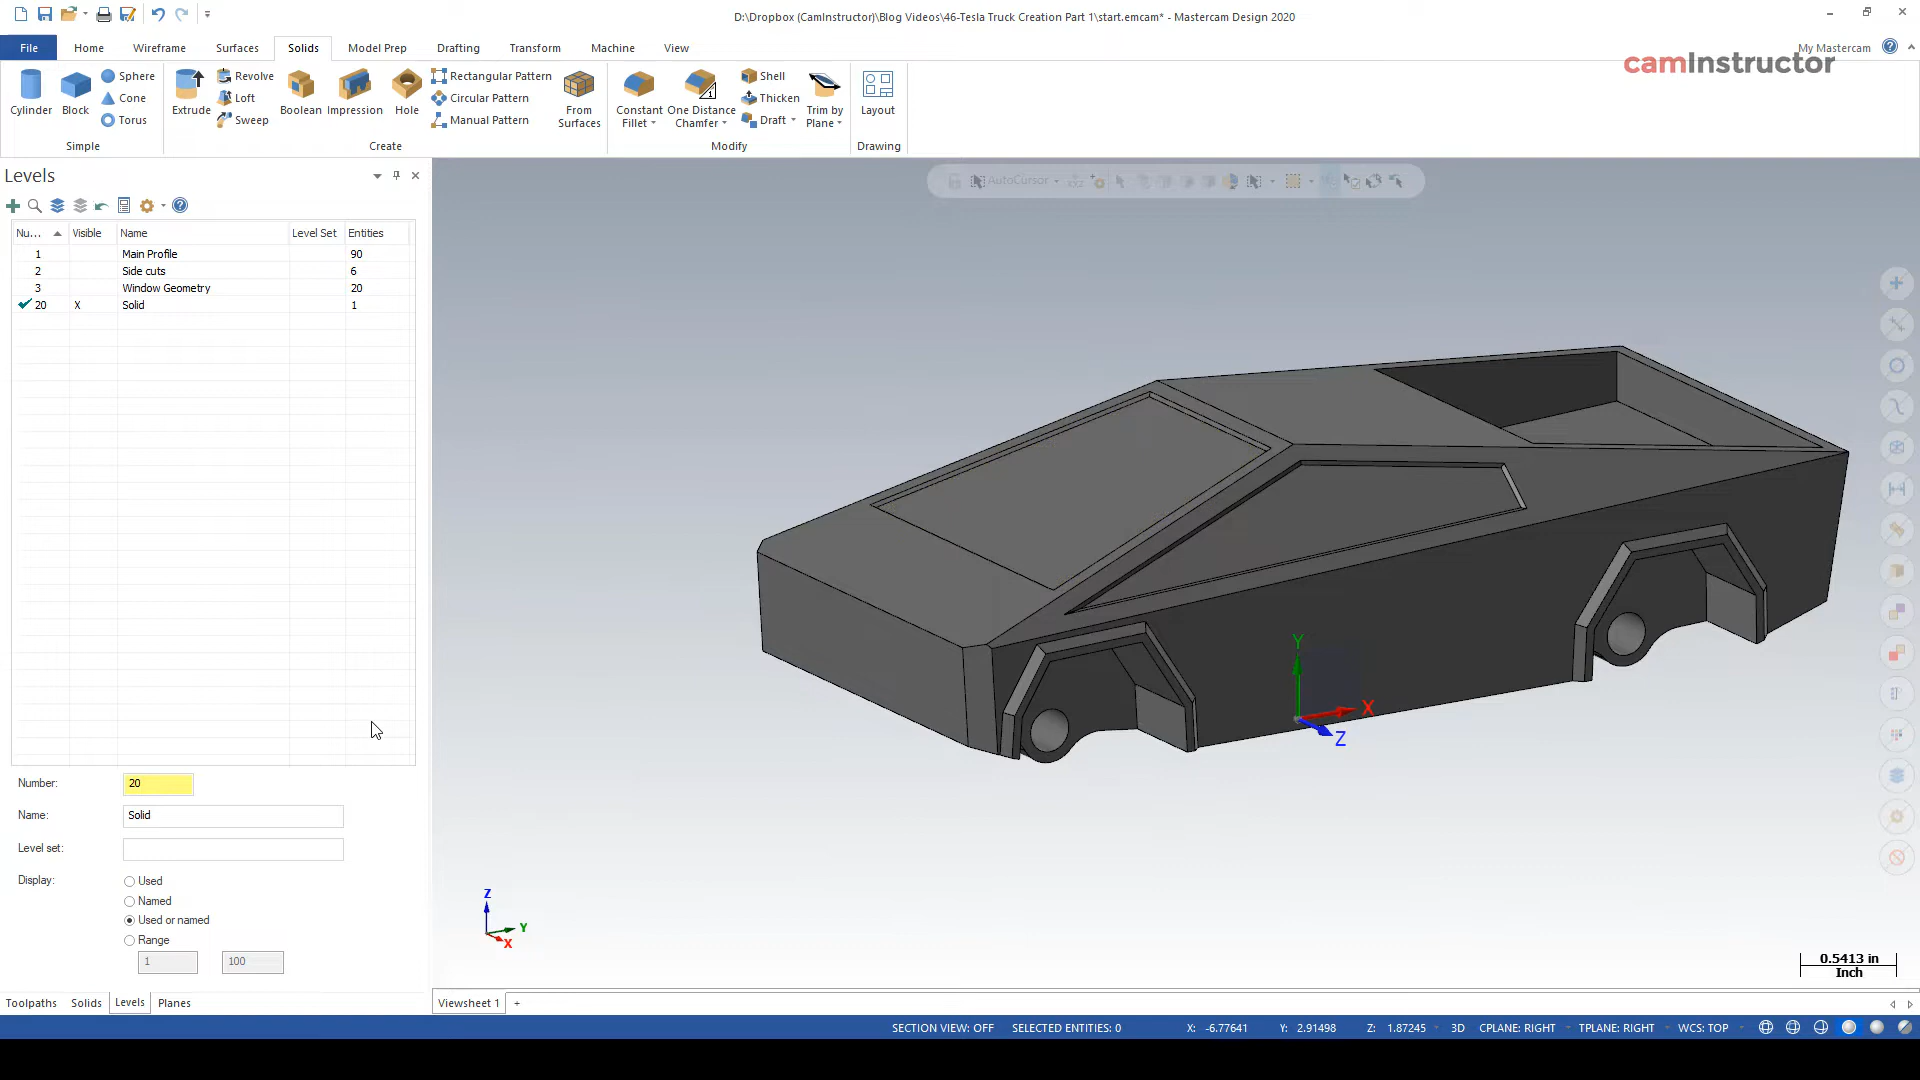 D:\Dropbox (CamInstructor)\Blog Videos\46-Tesla Truck Creation Part 1\start.emcam* - Mastercam Design 2020
File Home Wireframe Surfaces Solids Model Prep Drafting Transform Machine View My Mastercam
camInstructor
Cylinder Block Sphere Cone Torus
Simple
Extrude Revolve Loft Sweep Boolean Impression Hole Rectangular Pattern Circular Pattern Manual Pattern From Surfaces
Create
Constant Fillet One Distance Chamfer Shell Thicken Draft Trim by Plane
Modify
Layout
Drawing
Levels
AutoCursor
Nu... Visible Name Level Set Entities
1 Main Profile 90
2 Side cuts 6
3 Window Geometry 20
20 X Solid 1
Y
X
Z
Number: 20
Name: Solid
Level set:
Display: Used
Named
Used or named
Range
1 100
Z
Y
X
0.5413 in
Inch
Toolpaths Solids Levels Planes Viewsheet 1 +
SECTION VIEW: OFF SELECTED ENTITIES: 0 X: -6.77641 Y: 2.91498 Z: 1.87245 3D CPLANE: RIGHT TPLANE: RIGHT WCS: TOP